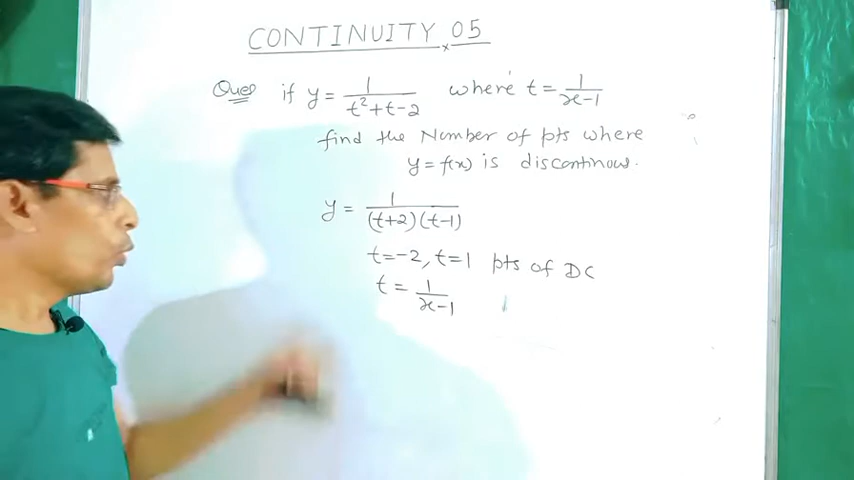 CONTINUITY 05
Ques if y = 1/(t²+t-2) where t = 1/(x-1)
find the Number of pts where
y = f(x) is discontinous.
y = 1/((t+2)(t-1))
t=-2, t=1 pts of DC
t = 1/(x-1)